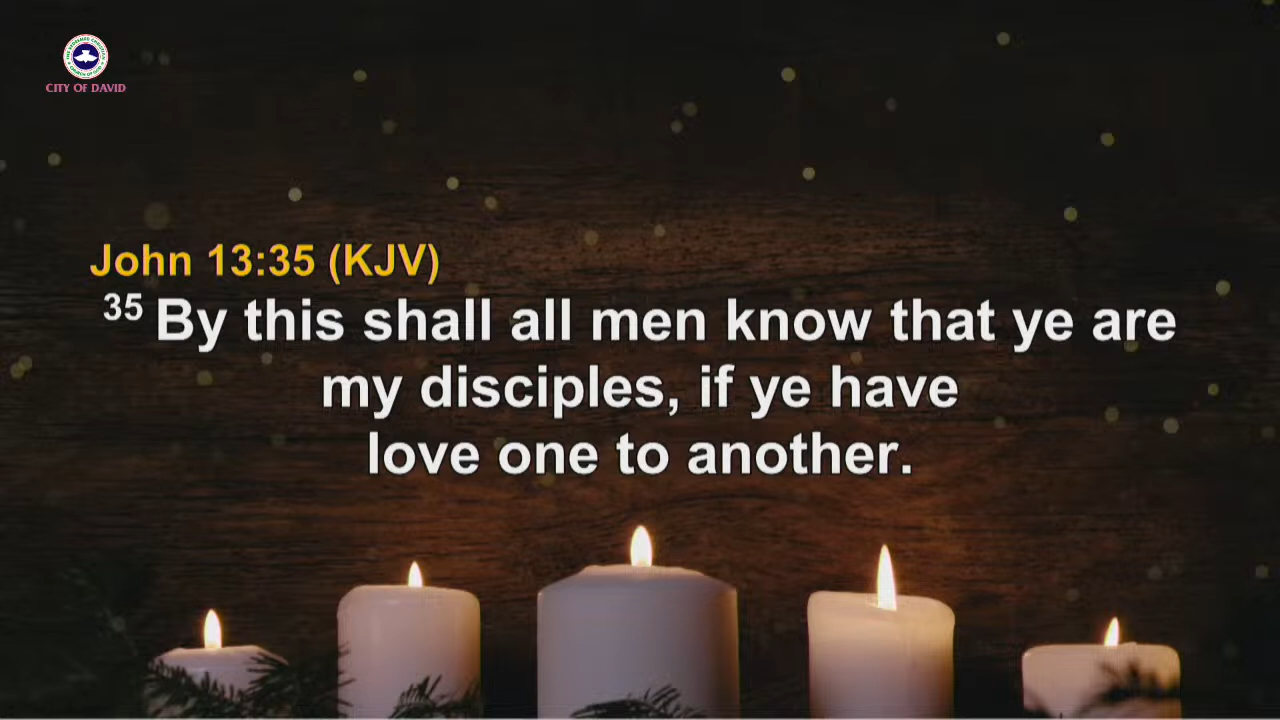 CITY OF DAVID
John 13:35 (KJV)
35 By this shall all men know that ye are
my disciples, if ye have
love one to another.